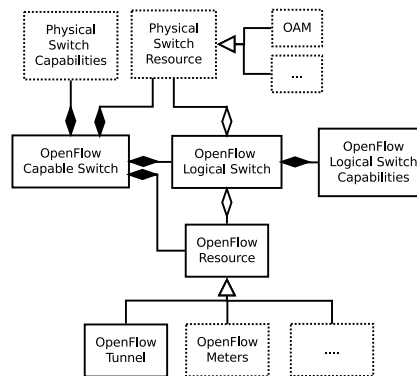 Physical
Switch
Capabilities
Physical
Switch
Resource
OAM
...
OpenFlow
Capable Switch
OpenFlow
Logical Switch
OpenFlow
Logical Switch
Capabilities
OpenFlow
Resource
OpenFlow
Tunnel
OpenFlow
Meters
....